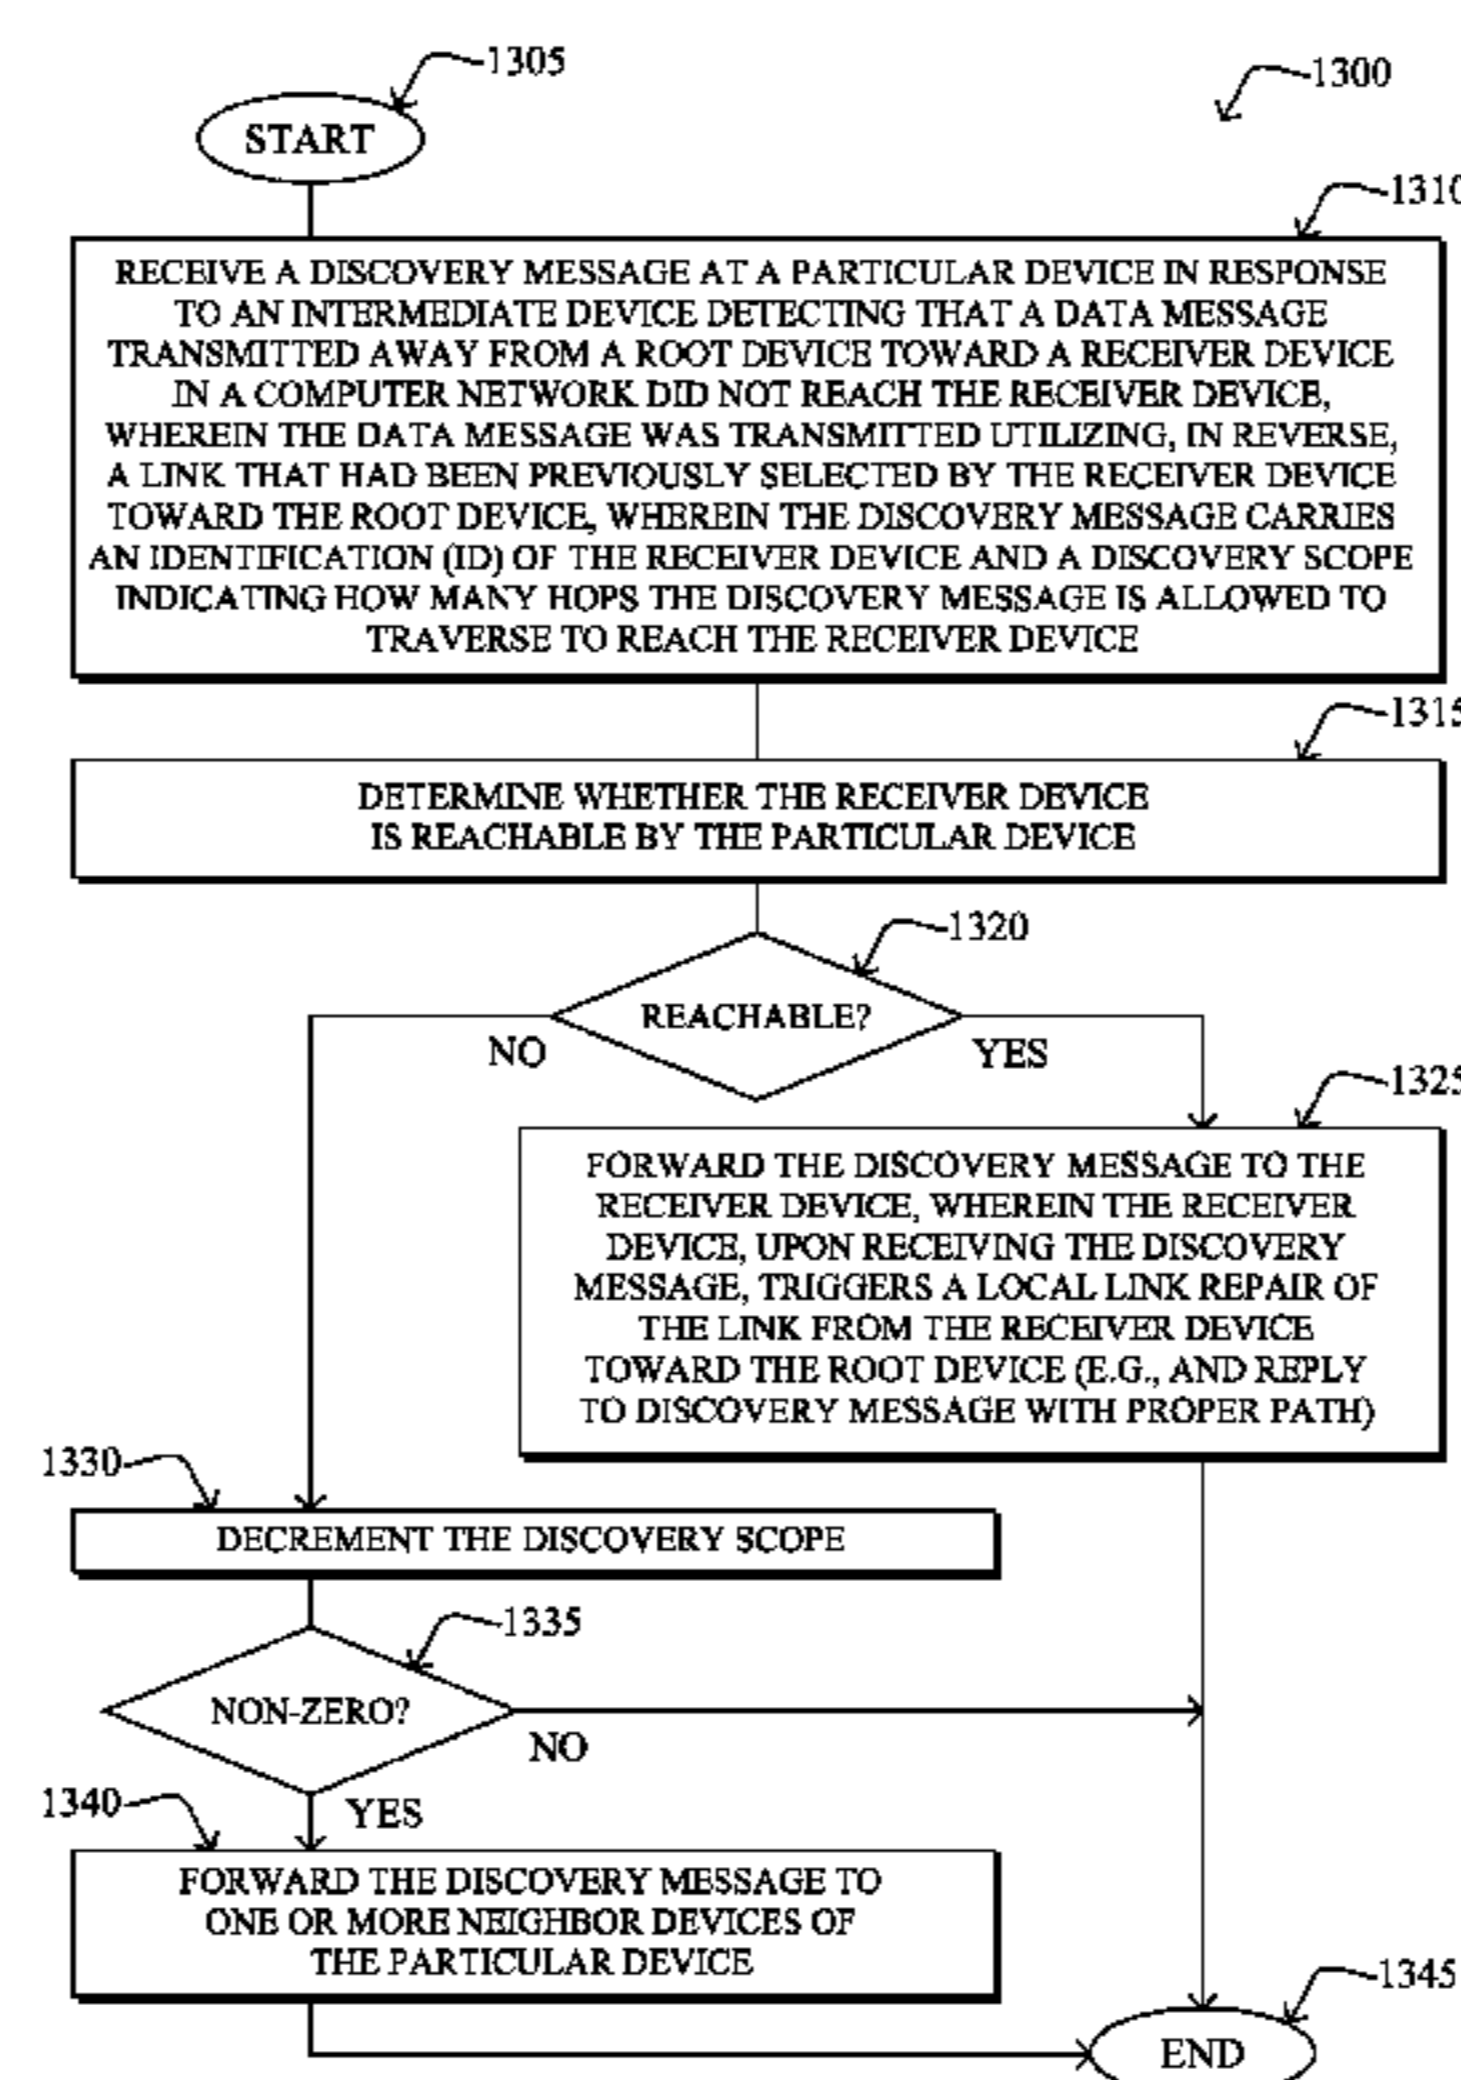 1305
1300
START
1310
RECEIVE A DISCOVERY MESSAGE AT A PARTICULAR DEVICE IN RESPONSE
TO AN INTERMEDIATE DEVICE DETECTING THAT A DATA MESSAGE
TRANSMITTED AWAY FROM A ROOT DEVICE TOWARD A RECEIVER DEVICE
IN A COMPUTER NETWORK DID NOT REACH THE RECEIVER DEVICE,
WHEREIN THE DATA MESSAGE WAS TRANSMITTED UTILIZING, IN REVERSE,
A LINK THAT HAD BEEN PREVIOUSLY SELECTED BY THE RECEIVER DEVICE
TOWARD THE ROOT DEVICE, WHEREIN THE DISCOVERY MESSAGE CARRIES
AN IDENTIFICATION (ID) OF THE RECEIVER DEVICE AND A DISCOVERY SCOPE
INDICATING HOW MANY HOPS THE DISCOVERY MESSAGE IS ALLOWED TO
TRAVERSE TO REACH THE RECEIVER DEVICE
1315
DETERMINE WHETHER THE RECEIVER DEVICE
IS REACHABLE BY THE PARTICULAR DEVICE
1320
REACHABLE?
NO
YES
1325
FORWARD THE DISCOVERY MESSAGE TO THE
RECEIVER DEVICE, WHEREIN THE RECEIVER
DEVICE, UPON RECEIVING THE DISCOVERY
MESSAGE, TRIGGERS A LOCAL LINK REPAIR OF
THE LINK FROM THE RECEIVER DEVICE
TOWARD THE ROOT DEVICE (E.G., AND REPLY
TO DISCOVERY MESSAGE WITH PROPER PATH)
1330
DECREMENT THE DISCOVERY SCOPE
1335
NON-ZERO?
NO
YES
1340
FORWARD THE DISCOVERY MESSAGE TO
ONE OR MORE NEIGHBOR DEVICES OF
THE PARTICULAR DEVICE
1345
END